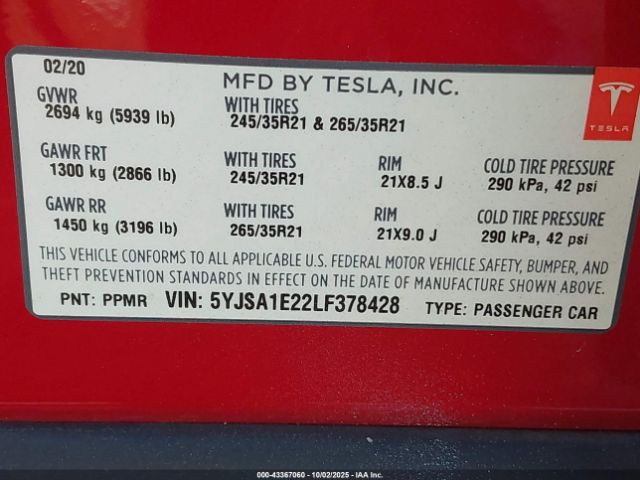 02/20 MFD BY TESLA, INC.
GVWR WITH TIRES
2694 kg (5939 lb) 245/35R21 & 265/35R21
TESLA
GAWR FRT WITH TIRES RIM COLD TIRE PRESSURE
1300 kg (2866 lb) 245/35R21 21X8.5 J 290 kPa, 42 psi
GAWR RR WITH TIRES RIM COLD TIRE PRESSURE
1450 kg (3196 lb) 265/35R21 21X9.0 J 290 kPa, 42 psi
THIS VEHICLE CONFORMS TO ALL APPLICABLE U.S. FEDERAL MOTOR VEHICLE SAFETY, BUMPER, AND
THEFT PREVENTION STANDARDS IN EFFECT ON THE DATE OF MANUFACTURE SHOWN ABOVE.
PNT: PPMR VIN: 5YJSA1E22LF378428 TYPE: PASSENGER CAR
000-43367060 - 10/02/2025 - IAA Inc.